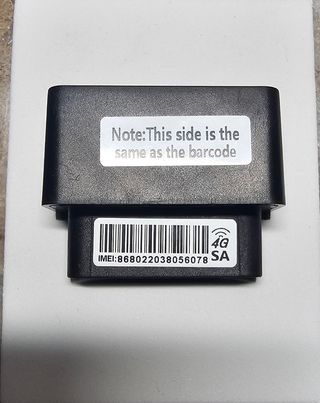 Note:This side is the
same as the barcode
4G
IMEI:868022038056078 SA